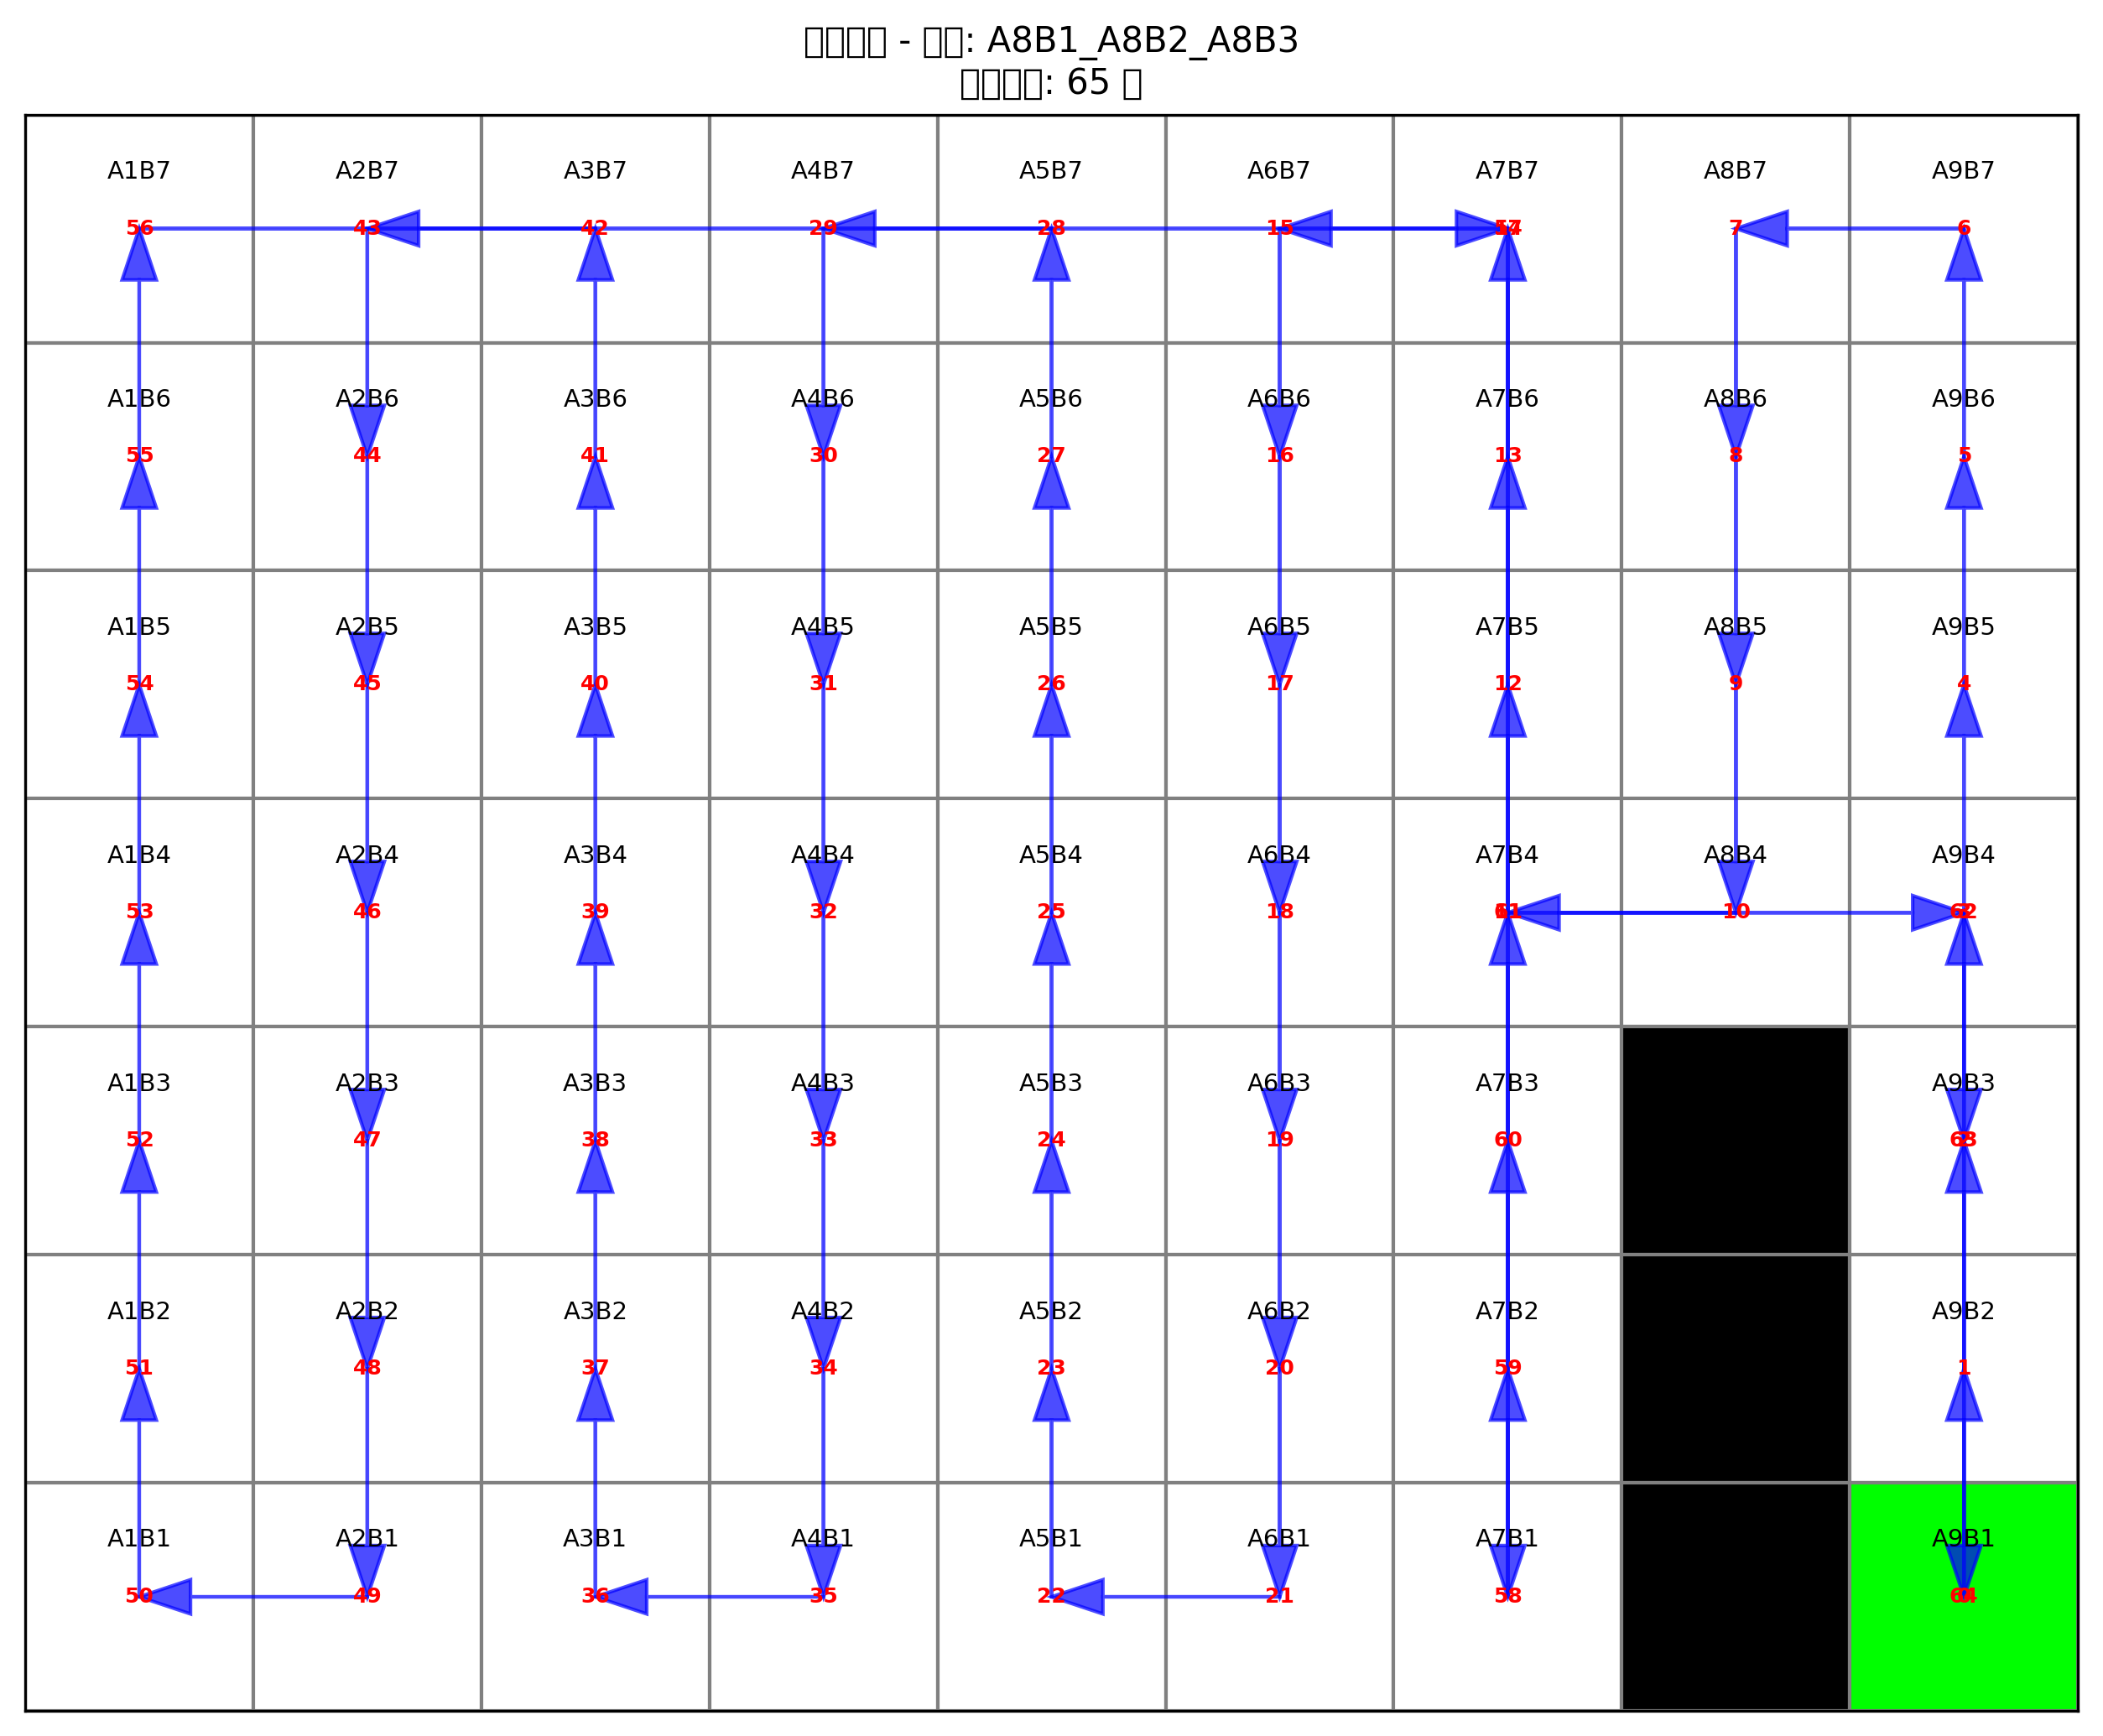 □□□□ - □□: A8B1_A8B2_A8B3
□□□□: 65 □
A1B7 A2B7 A3B7 A4B7 A5B7 A6B7 A7B7 A8B7 A9B7
56 43 42 29 28 15 7 6
A1B6 A2B6 A3B6 A4B6 A5B6 A6B6 A7B6 A8B6 A9B6
55 44 41 30 27 16 13 8 5
A1B5 A2B5 A3B5 A4B5 A5B5 A6B5 A7B5 A8B5 A9B5
54 45 40 31 26 17 12 9 4
A1B4 A2B4 A3B4 A4B4 A5B4 A6B4 A7B4 A8B4 A9B4
53 46 39 32 25 18 10
A1B3 A2B3 A3B3 A4B3 A5B3 A6B3 A7B3 A9B3
52 47 38 33 24 19 60
A1B2 A2B2 A3B2 A4B2 A5B2 A6B2 A7B2 A9B2
51 48 37 34 23 20 59 1
A1B1 A2B1 A3B1 A4B1 A5B1 A6B1 A7B1 A9B1
50 49 36 35 22 21 58